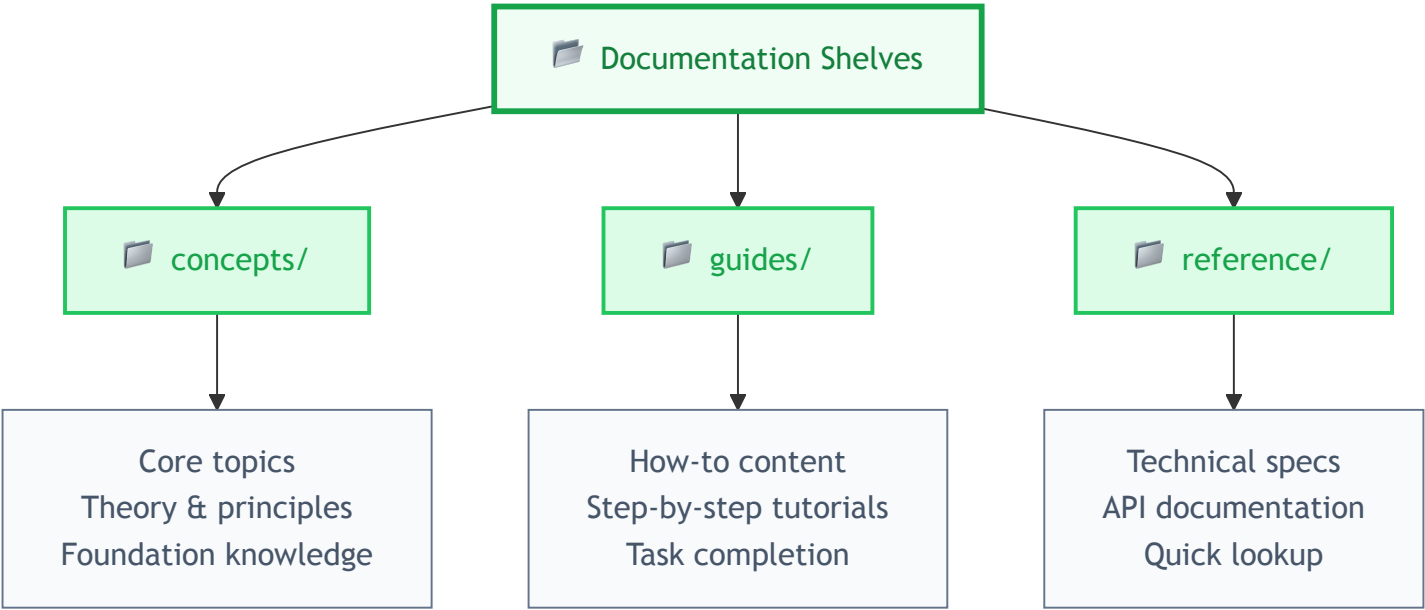 Documentation Shelves
concepts/
guides/
reference/
Core topics
Theory & principles
Foundation knowledge
How-to content
Step-by-step tutorials
Task completion
Technical specs
API documentation
Quick lookup